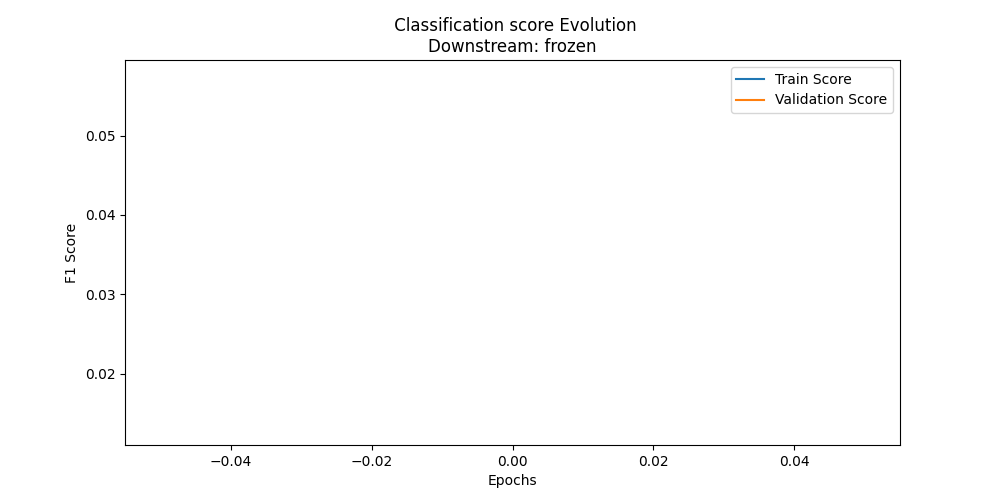 Classification score Evolution
Downstream: frozen
Train Score
Validation Score
0.05
0.04
0.03
0.02
F1 Score
−0.04
−0.02
0.00
0.02
0.04
Epochs